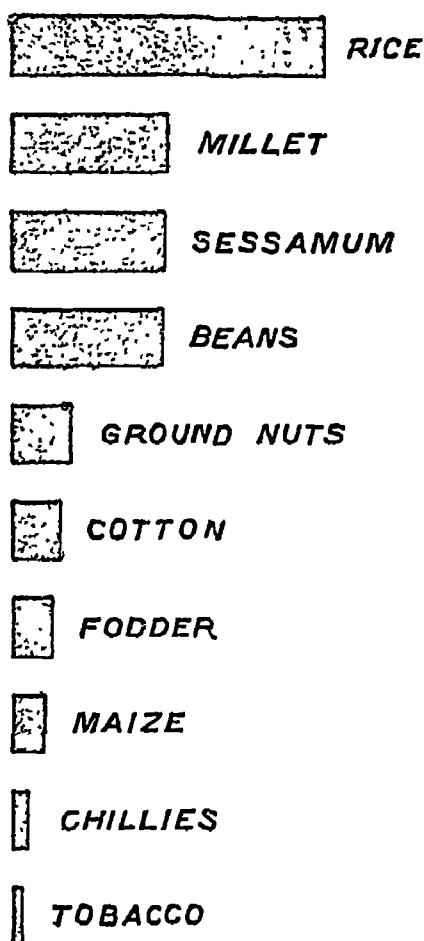 RICE
MILLET
SESSAMUM
BEANS
GROUND NUTS
COTTON
FODDER
MAIZE
CHILLIES
TOBACCO